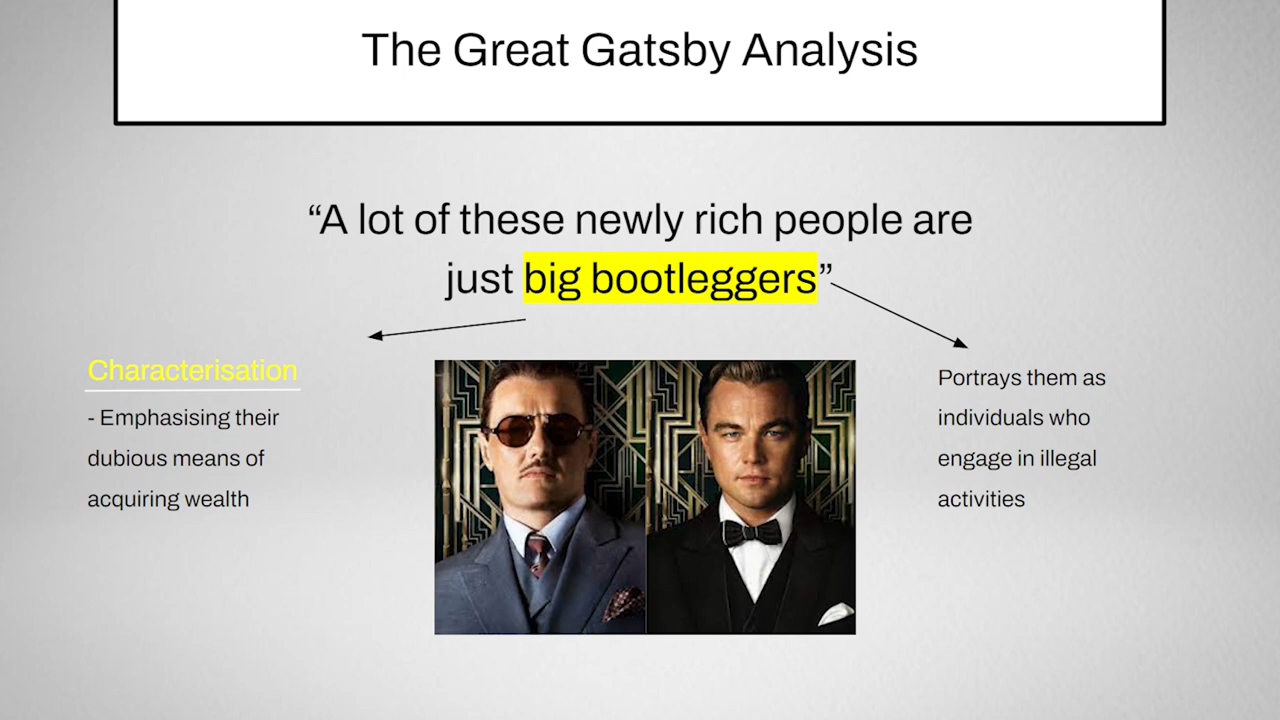 The Great Gatsby Analysis
“A lot of these newly rich people are
just big bootleggers”
Characterisation
- Emphasising their
dubious means of
acquiring wealth
Portrays them as
individuals who
engage in illegal
activities